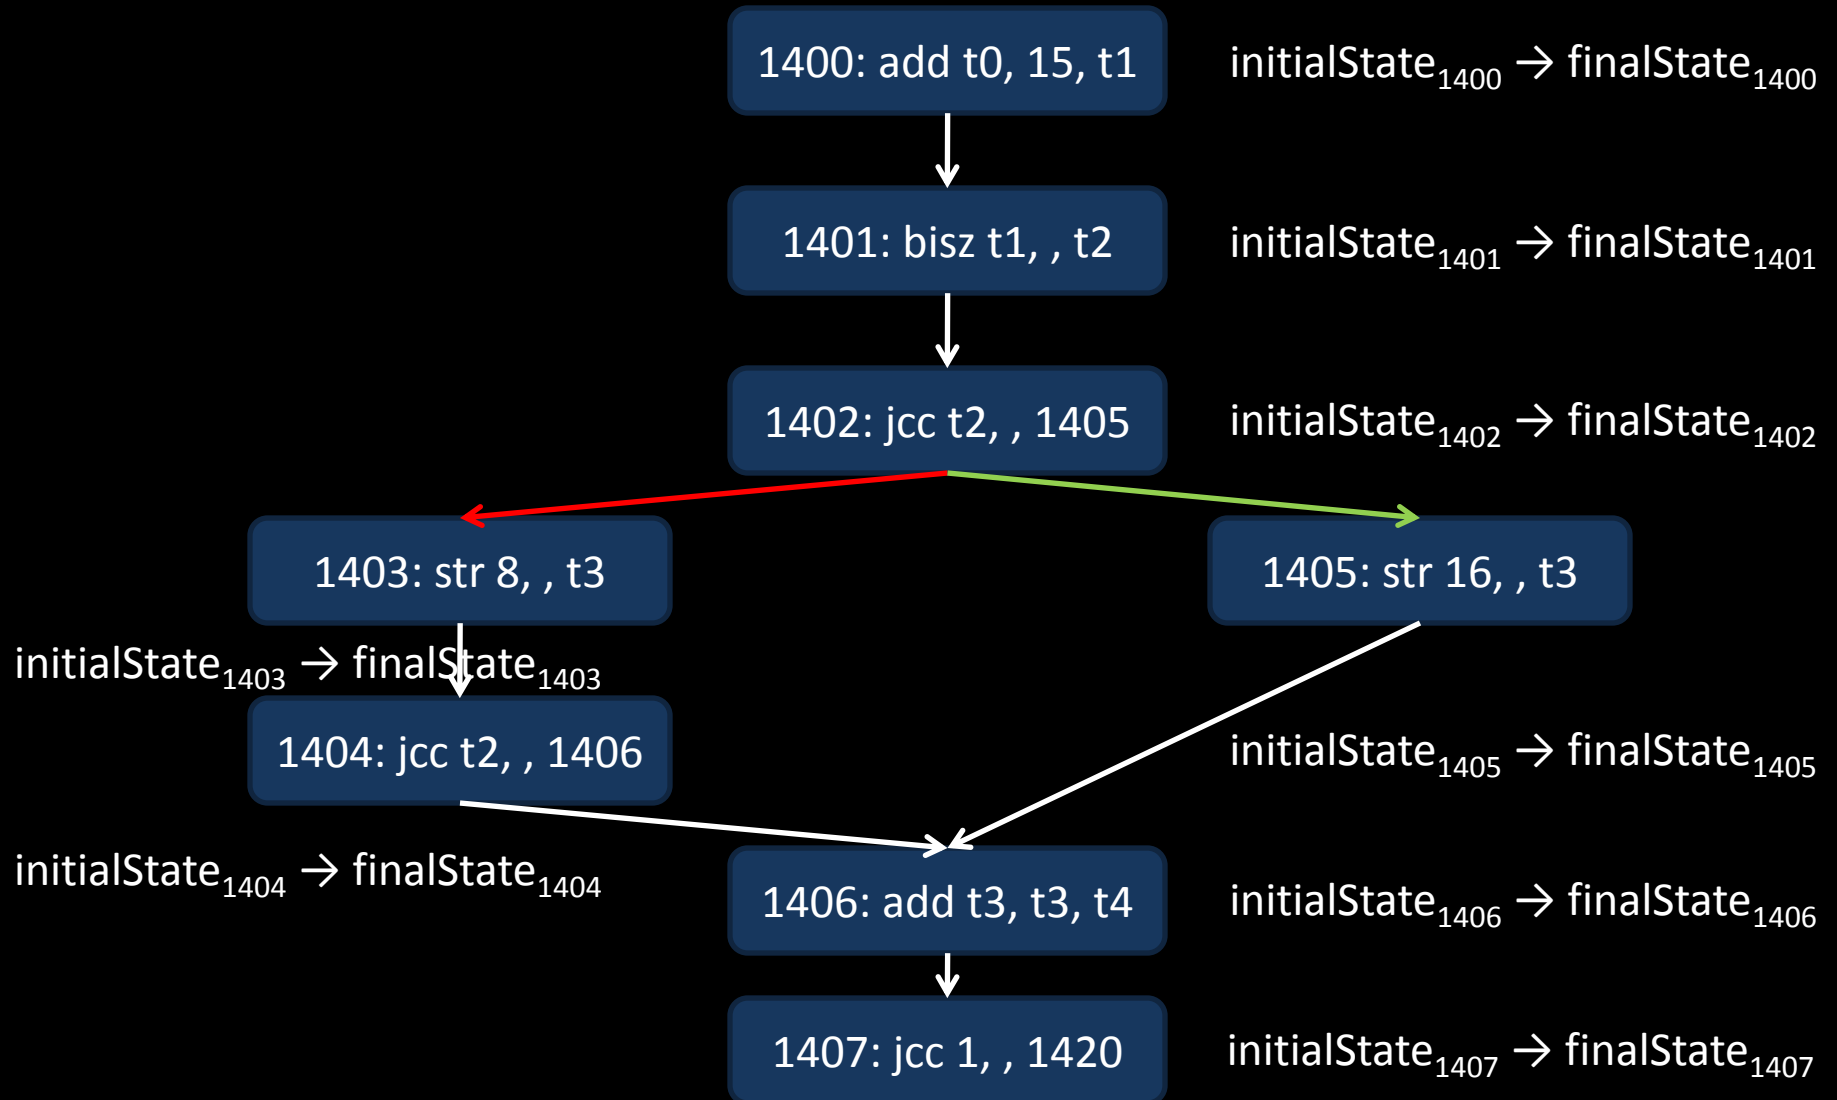 1400: add t0, 15, t1
initialState1400 → finalState1400
1401: bisz t1, , t2
initialState1401 → finalState1401
1402: jcc t2, , 1405
initialState1402 → finalState1402
1403: str 8, , t3
1405: str 16, , t3
initialState1403 → finalState1403
1404: jcc t2, , 1406
initialState1405 → finalState1405
initialState1404 → finalState1404
1406: add t3, t3, t4
initialState1406 → finalState1406
1407: jcc 1, , 1420
initialState1407 → finalState1407